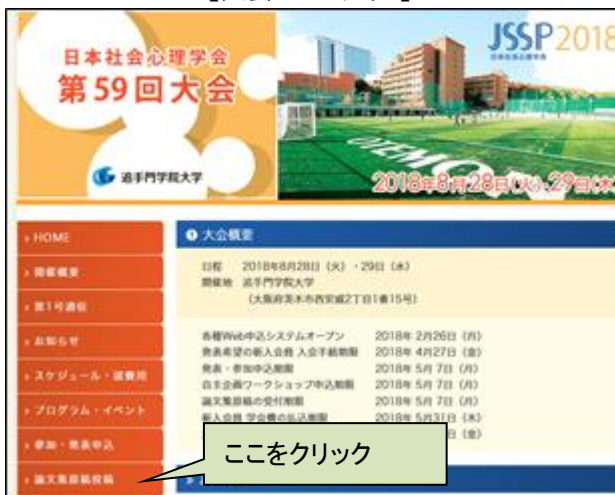 JSSP2018
日本社会心理学会
日本社会心理学会
第59回大会
OTEMON
追手門学院大学
2018年8月28日(火)・29日(水)
HOME
大会概要
開催概要
日程 2018年8月28日（火）・29日（水）
開催地 追手門学院大学
（大阪府茨木市西安威2丁目1番15号）
第1号通信
お知らせ
各種Web申込システムオープン 2018年 2月26日（月）
発表希望の新入会員 入会手続期限 2018年 4月27日（金）
スケジュール・諸費用
発表・参加申込期限 2018年 5月 7日（月）
自主企画ワークショップ申込期限 2018年 5月 7日（月）
プログラム・イベント
論文集原稿の受付期限 2018年 5月 7日（月）
新入会員 学会費の払込期限 2018年 5月31日（木）
日（金）
参加・発表申込
ここをクリック
論文集原稿投稿